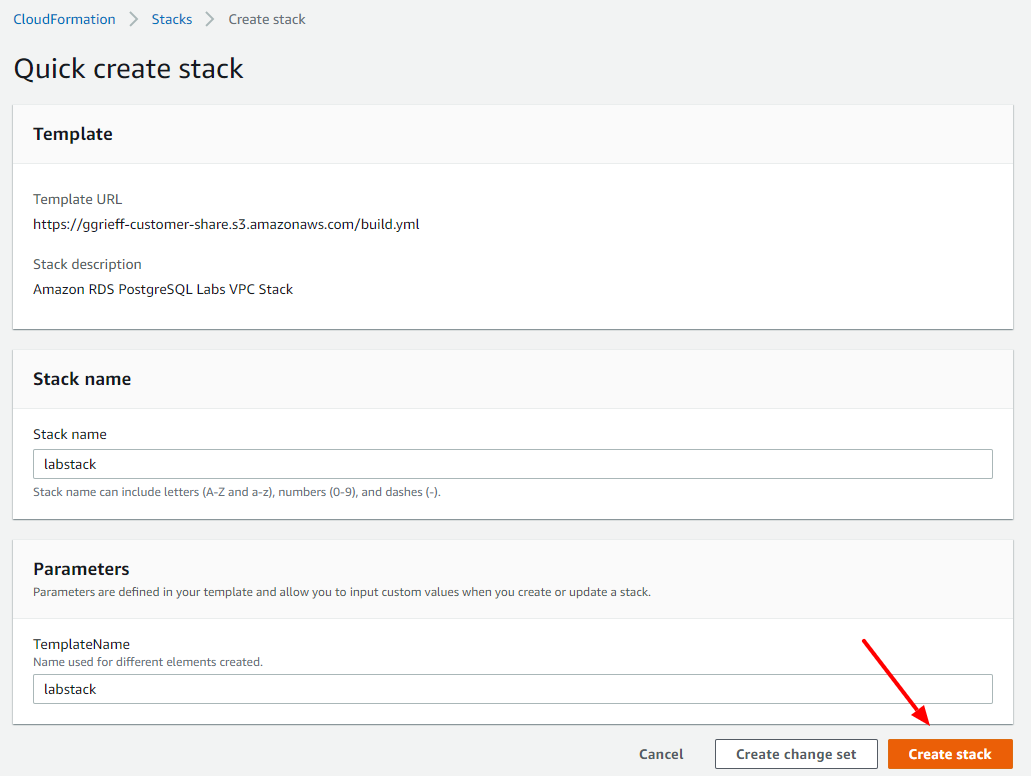 CloudFormation > Stacks > Create stack
Quick create stack
Template
Template URL
https://ggrieff-customer-share.s3.amazonaws.com/build.yml
Stack description
Amazon RDS PostgreSQL Labs VPC Stack
Stack name
Stack name
labstack
Stack name can include letters (A-Z and a-z), numbers (0-9), and dashes (-).
Parameters
Parameters are defined in your template and allow you to input custom values when you create or update a stack.
TemplateName
Name used for different elements created.
labstack
Cancel Create change set Create stack